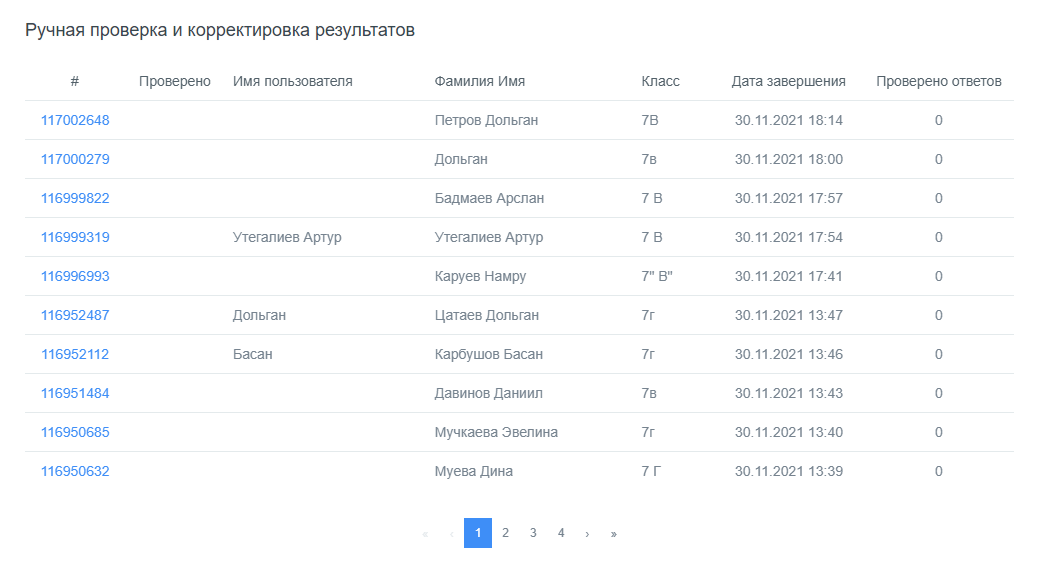 Ручная проверка и корректировка результатов
# Проверено Имя пользователя Фамилия Имя Класс Дата завершения Проверено ответов
117002648 Петров Дольган 7В 30.11.2021 18:14 0
117000279 Дольган 7в 30.11.2021 18:00 0
116999822 Бадмаев Арслан 7 В 30.11.2021 17:57 0
116999319 Утегалиев Артур Утегалиев Артур 7 В 30.11.2021 17:54 0
116996993 Каруев Намру 7" В" 30.11.2021 17:41 0
116952487 Дольган Цатаев Дольган 7г 30.11.2021 13:47 0
116952112 Басан Карбушов Басан 7г 30.11.2021 13:46 0
116951484 Давинов Даниил 7в 30.11.2021 13:43 0
116950685 Мучкаева Эвелина 7г 30.11.2021 13:40 0
116950632 Муева Дина 7 Г 30.11.2021 13:39 0
« ‹ 1 2 3 4 › »